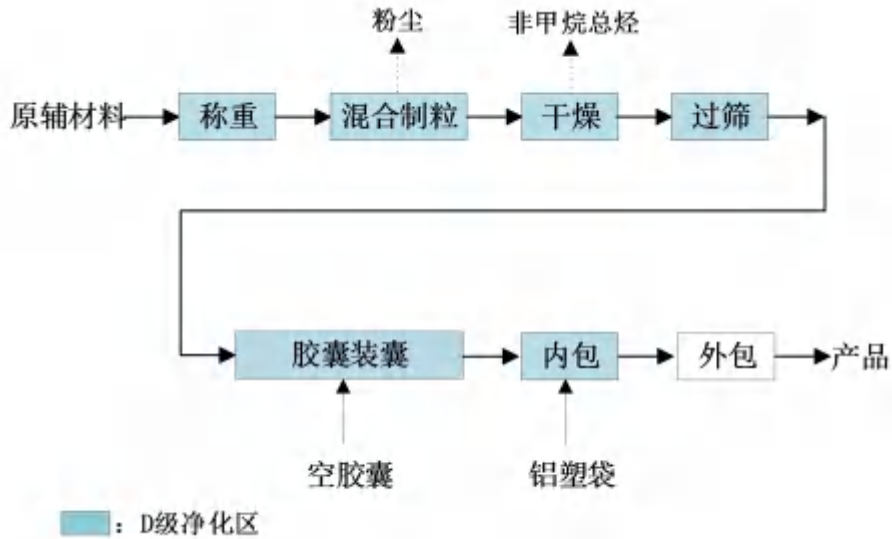 粉尘 非甲烷总烃
原辅材料 称重 混合制粒 干燥 过筛
胶囊装囊 内包 外包 产品
空胶囊 铝塑袋
：D级净化区